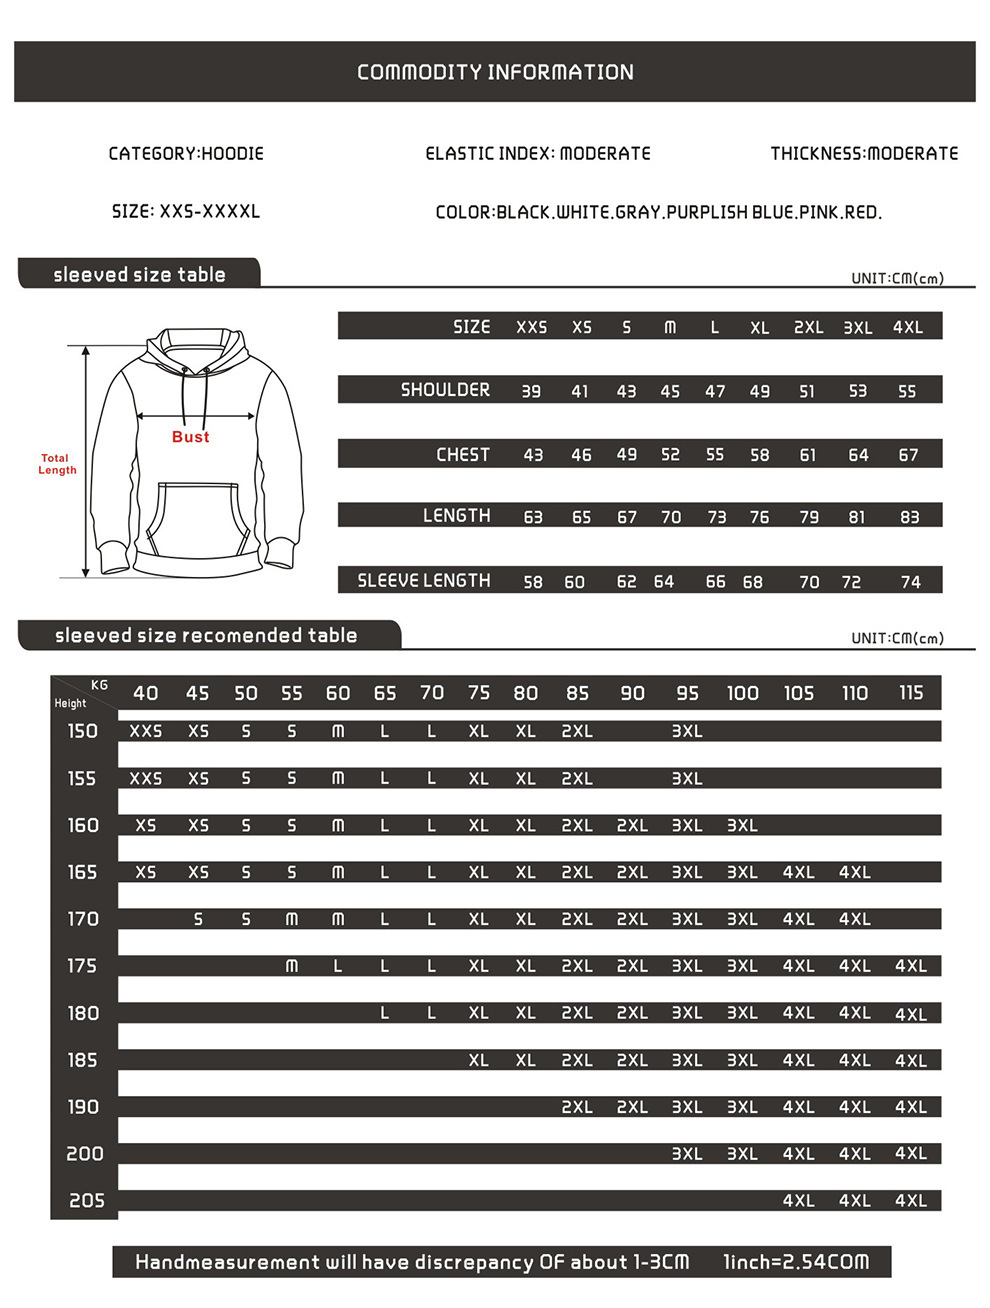 COMMODITY INFORMATION
CATEGORY:HOODIE ELASTIC INDEX: MODERATE THICKNESS:MODERATE
SIZE: XXS-XXXXL COLOR:BLACK.WHITE.GRAY.PURPLISH BLUE.PINK.RED.
sleeved size table UNIT:CM(cm)
SIZE XXS XS S M L XL 2XL 3XL 4XL
SHOULDER 39 41 43 45 47 49 51 53 55
Bust
Total
Length
CHEST 43 46 49 52 55 58 61 64 67
LENGTH 63 65 67 70 73 76 79 81 83
SLEEVE LENGTH 58 60 62 64 66 68 70 72 74
sleeved size recomended table UNIT:CM(cm)
KG 40 45 50 55 60 65 70 75 80 85 90 95 100 105 110 115
Height
150 XXS XS S S M L L XL XL 2XL 3XL
155 XXS XS S S M L L XL XL 2XL 3XL
160 XS XS S S M L L XL XL 2XL 2XL 3XL 3XL
165 XS XS S S M L L XL XL 2XL 2XL 3XL 3XL 4XL 4XL
170 S S M M L L XL XL 2XL 2XL 3XL 3XL 4XL 4XL
175 M L L L XL XL 2XL 2XL 3XL 3XL 4XL 4XL 4XL
180 L L XL XL 2XL 2XL 3XL 3XL 4XL 4XL 4XL
185 XL XL 2XL 2XL 3XL 3XL 4XL 4XL 4XL
190 2XL 2XL 3XL 3XL 4XL 4XL 4XL
200 3XL 3XL 4XL 4XL 4XL
205 4XL 4XL 4XL
Handmeasurement will have discrepancy OF about 1-3CM 1inch=2.54COM